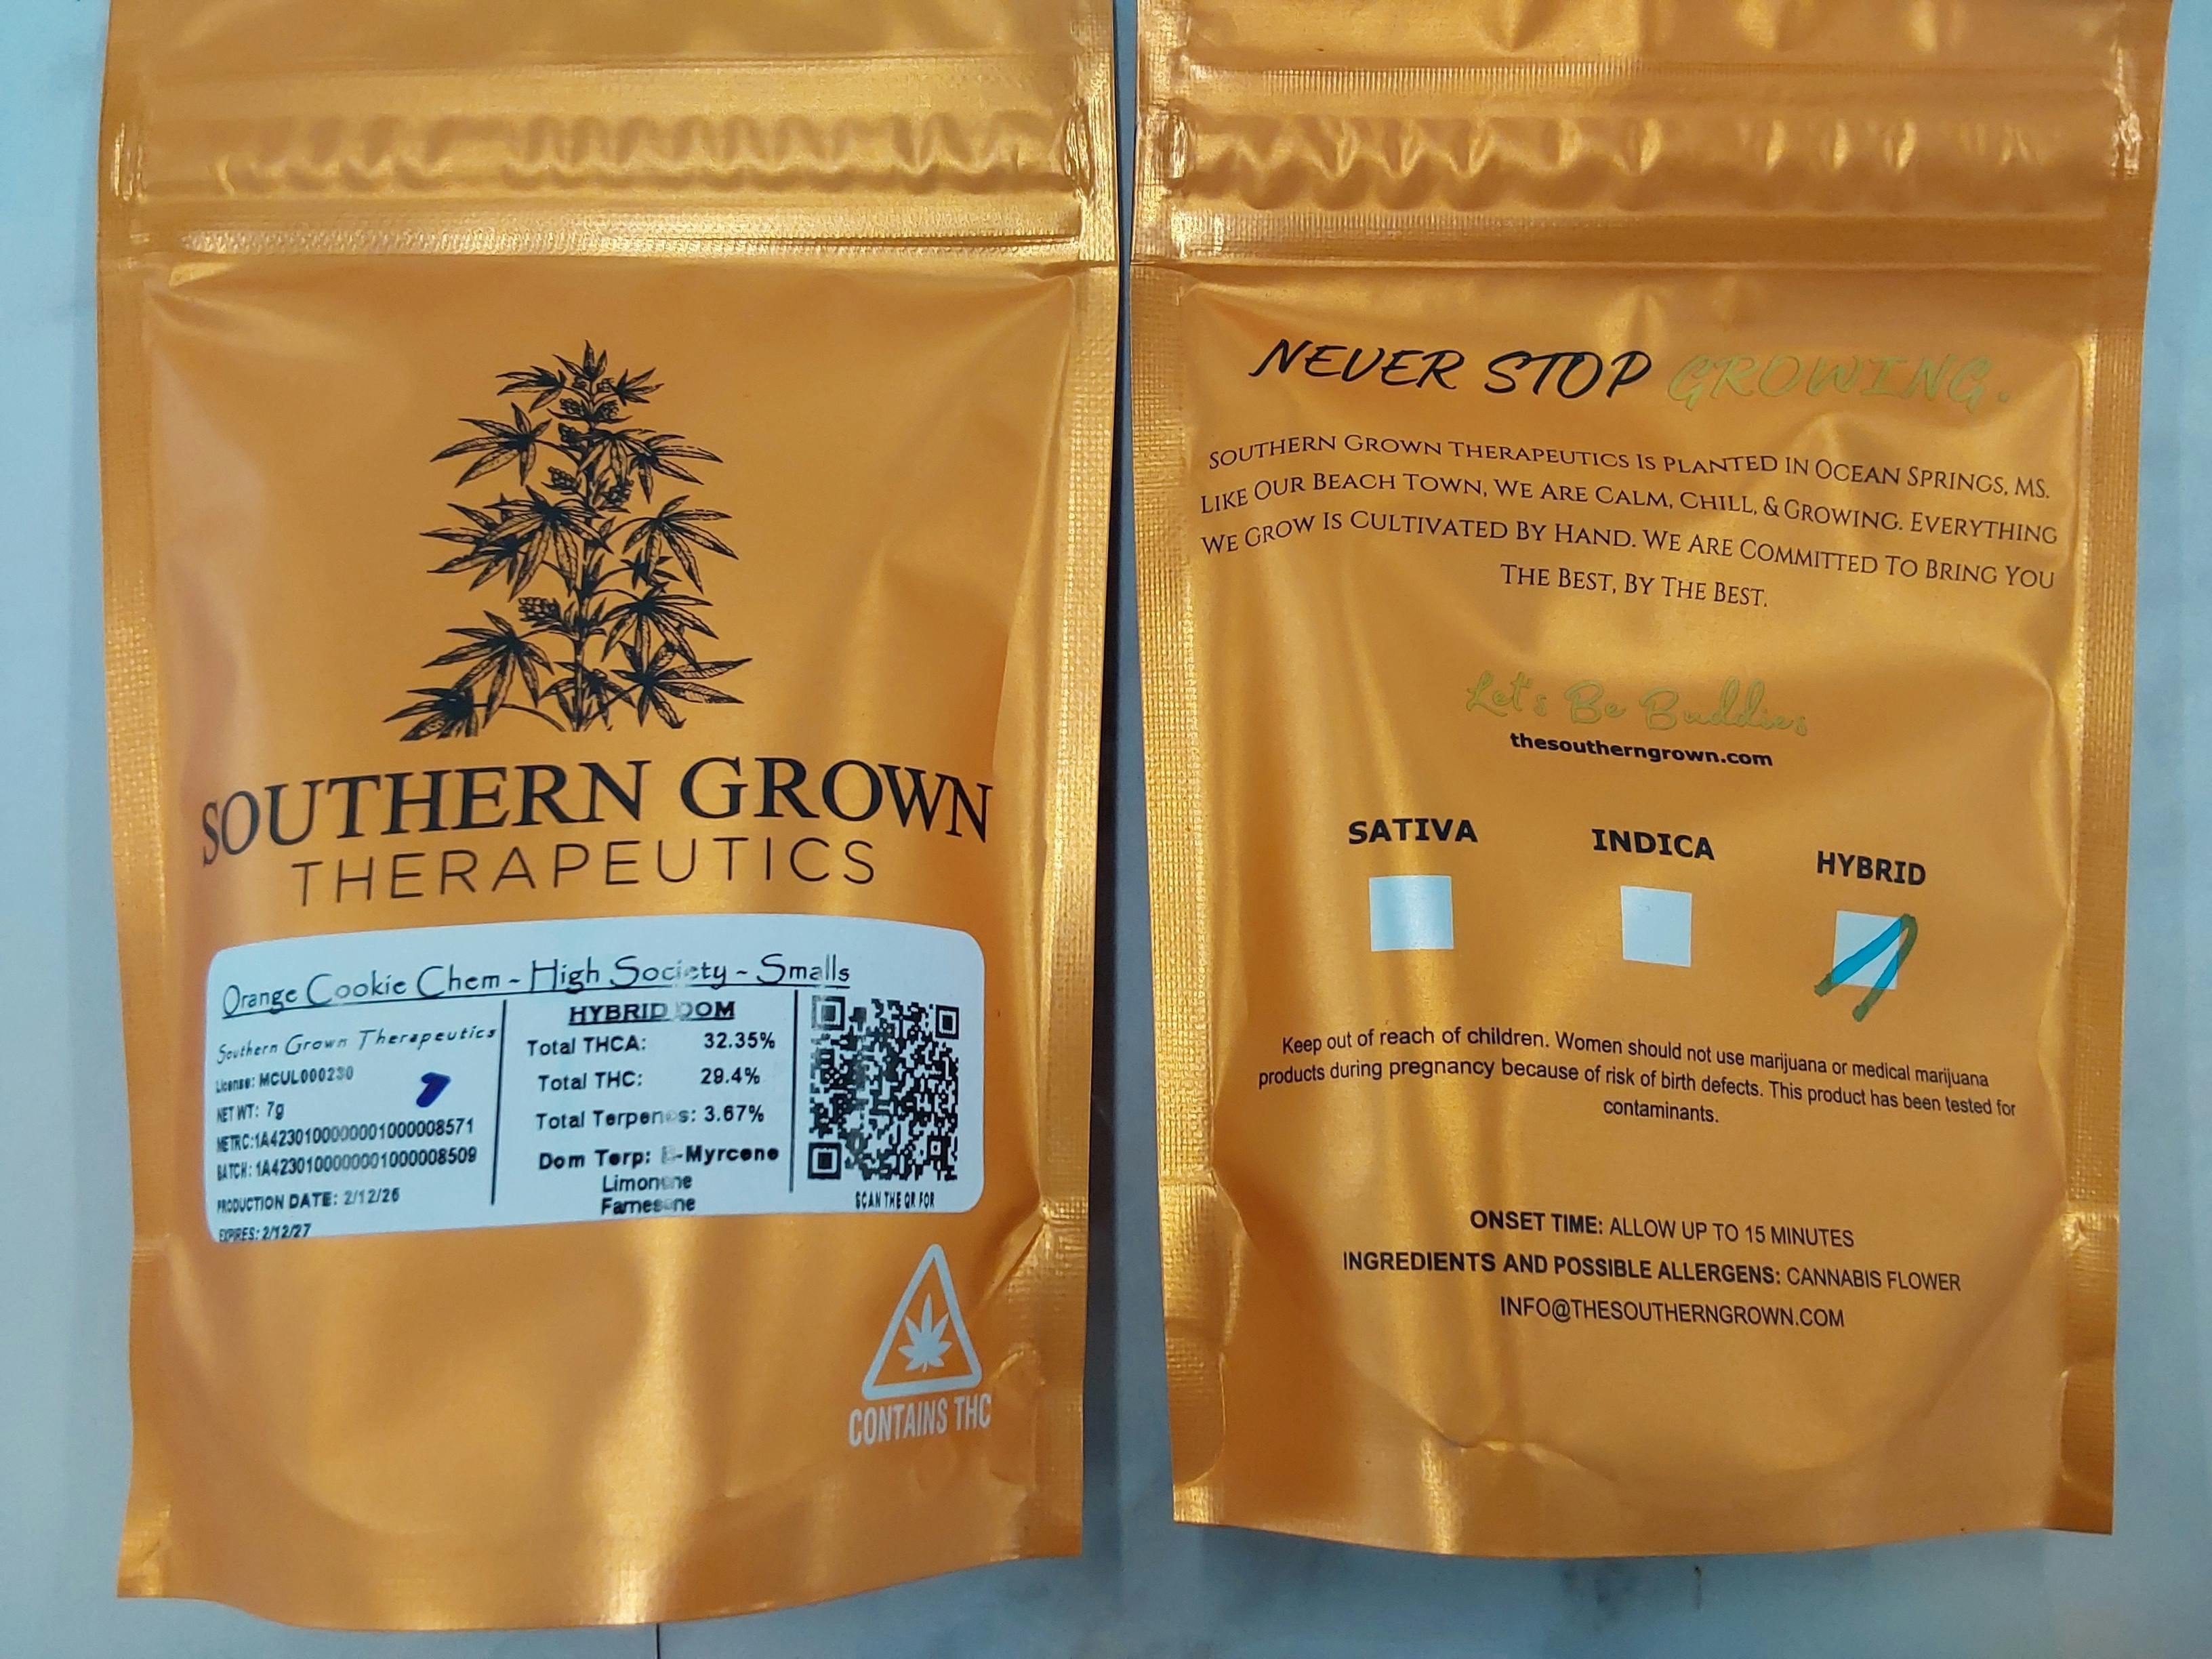 SOUTHERN GROWN
THERAPEUTICS
Orange Cookie Chem - High Society - Smalls
Southern Grown Therapeutics
License: MCUL000230
NET WT: 7g
METRC:1A4230100000001000008571
BATCH: 1A4230100000001000008509
PRODUCTION DATE: 2/12/26
EXPIRES: 2/12/27
7
HYBRID DOM
Total THCA: 32.35%
Total THC: 29.4%
Total Terpenes: 3.67%
Dom Terp: B-Myrcene
Limonene
Farnesene
SCAN THE QR FOR
CONTAINS THC
NEVER STOP GROWING.
SOUTHERN GROWN THERAPEUTICS IS PLANTED IN OCEAN SPRINGS, MS.
LIKE OUR BEACH TOWN, WE ARE CALM, CHILL, & GROWING. EVERYTHING
WE GROW IS CULTIVATED BY HAND. WE ARE COMMITTED TO BRING YOU
THE BEST, BY THE BEST.
Let's Be Buddies
thesoutherngrown.com
SATIVA INDICA HYBRID
Keep out of reach of children. Women should not use marijuana or medical marijuana
products during pregnancy because of risk of birth defects. This product has been tested for
contaminants.
ONSET TIME: ALLOW UP TO 15 MINUTES
INGREDIENTS AND POSSIBLE ALLERGENS: CANNABIS FLOWER
INFO@THESOUTHERNGROWN.COM